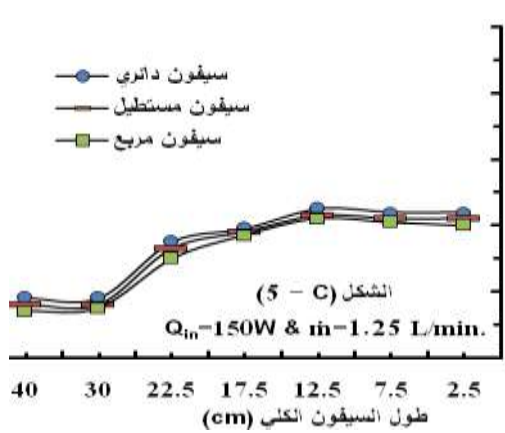 سيفون دائري
سيفون مستطيل
سيفون مربع
الشكل (5 – C)
Qin=150W & ṁ=1.25 L/min.
40 30 22.5 17.5 12.5 7.5 2.5
طول السيفون الكلي (cm)